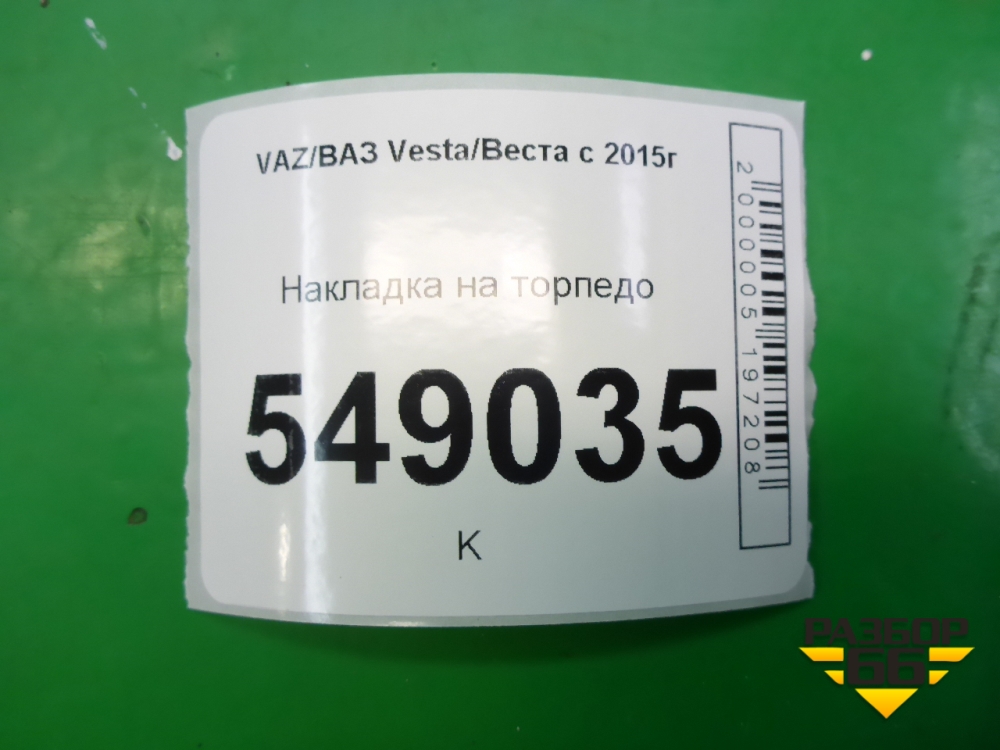 VAZ/ВАЗ Vesta/Веста с 2015г
Накладка на торпедо
549035
К
2000005197208
РАЗБОР
66